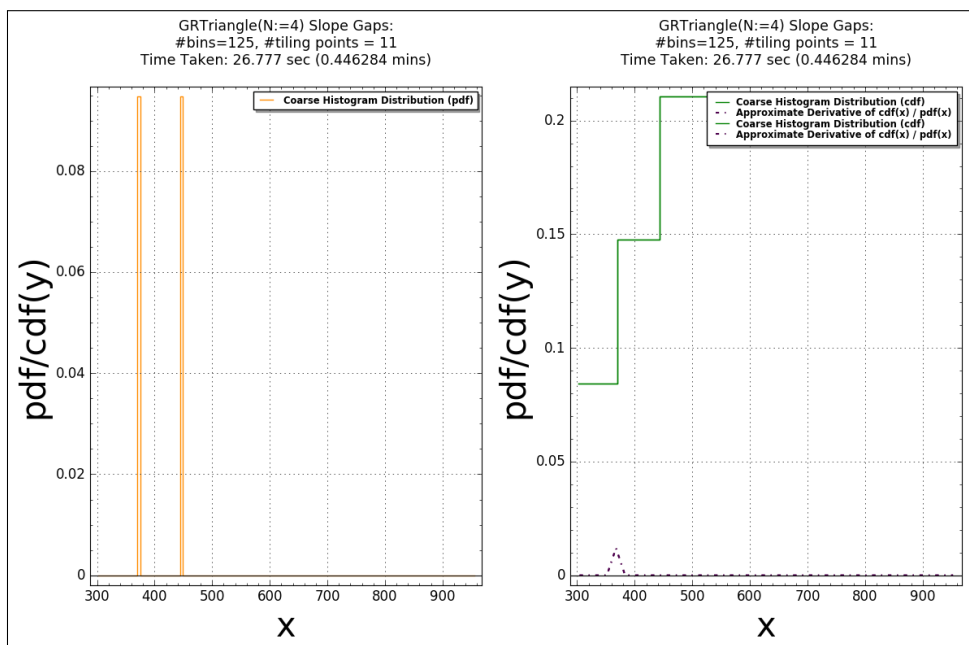 GRTriangle(N:=4) Slope Gaps:
#bins=125, #tiling points = 11
Time Taken: 26.777 sec (0.446284 mins)
Coarse Histogram Distribution (pdf)
pdf/cdf(y)
0.08
0.06
0.04
0.02
0
300 400 500 600 700 800 900
x
GRTriangle(N:=4) Slope Gaps:
#bins=125, #tiling points = 11
Time Taken: 26.777 sec (0.446284 mins)
Coarse Histogram Distribution (cdf)
Approximate Derivative of cdf(x) / pdf(x)
Coarse Histogram Distribution (cdf)
Approximate Derivative of cdf(x) / pdf(x)
pdf/cdf(y)
0.2
0.15
0.1
0.05
0
300 400 500 600 700 800 900
x